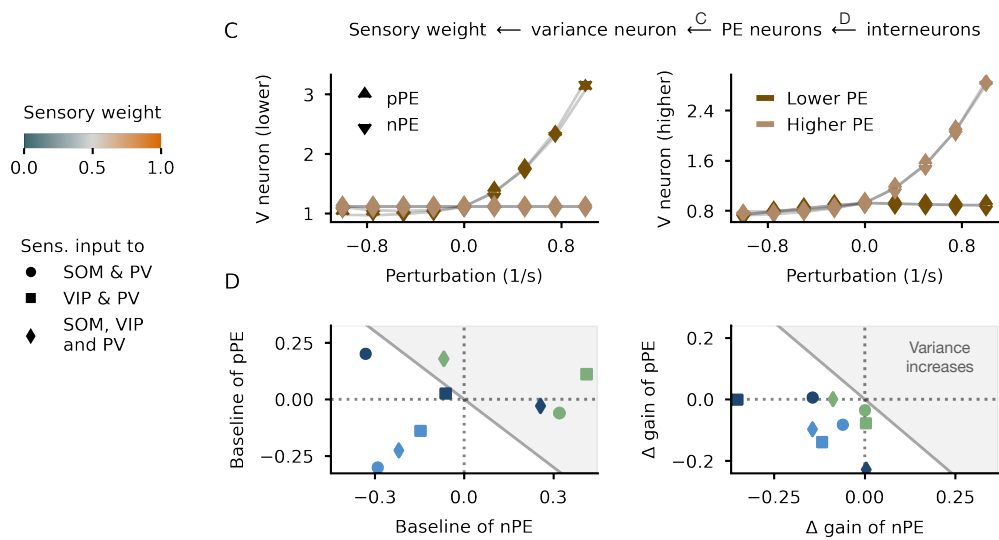 C
Sensory weight ← variance neuron ← PE neurons ← interneurons
C
D
Sensory weight
0.0 0.5 1.0
Sens. input to
SOM & PV
VIP & PV
SOM, VIP
and PV
V neuron (lower)
3
2
1
pPE
nPE
−0.8 0.0 0.8
Perturbation (1/s)
V neuron (higher)
2.4
1.6
0.8
Lower PE
Higher PE
−0.8 0.0 0.8
Perturbation (1/s)
D
Baseline of pPE
0.25
0.00
−0.25
−0.3 0.0 0.3
Baseline of nPE
Δ gain of pPE
0.2
0.0
−0.2
Variance
increases
−0.25 0.00 0.25
Δ gain of nPE